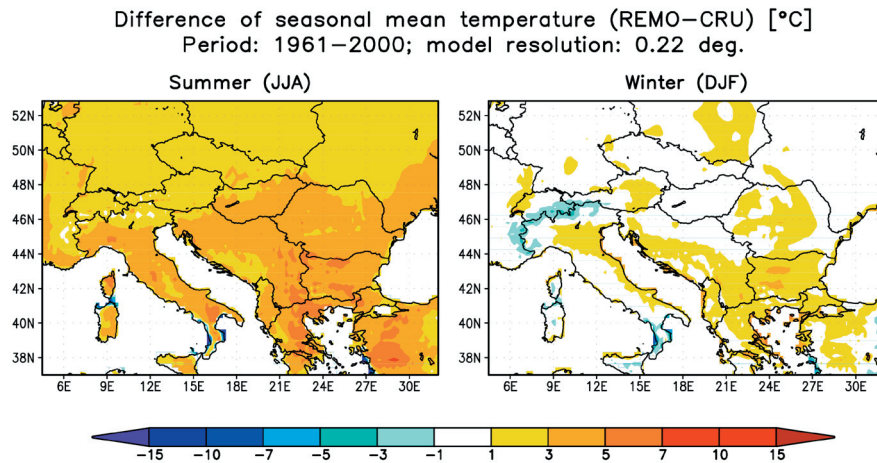 Difference of seasonal mean temperature (REMO−CRU) [°C]
Period: 1961−2000; model resolution: 0.22 deg.
Summer (JJA)
Winter (DJF)
52N
50N
48N
46N
44N
42N
40N
38N
6E 9E 12E 15E 18E 21E 24E 27E 30E
52N
50N
48N
46N
44N
42N
40N
38N
6E 9E 12E 15E 18E 21E 24E 27E 30E
−15 −10 −7 −5 −3 −1 1 3 5 7 10 15